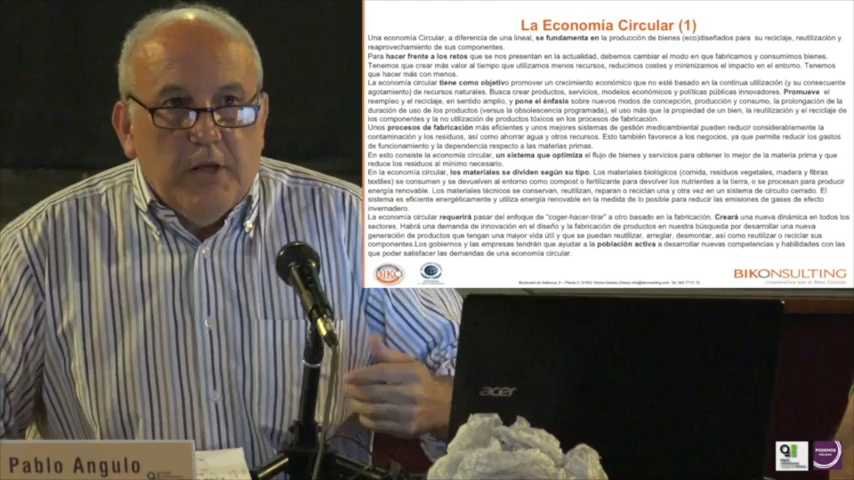 La Economía Circular (1)
Una economía Circular, a diferencia de una lineal, se fundamenta en la producción de bienes (eco)diseñados para su reciclaje, reutilización y
reaprovechamiento de sus componentes.
Para hacer frente a los retos que se nos presentan en la actualidad, debemos cambiar el modo en que fabricamos y consumimos bienes.
Tenemos que crear más valor al tiempo que utilizamos menos recursos, reducimos costes y minimizamos el impacto en el entorno. Tenemos
que hacer más con menos.
La economía circular tiene como objetivo promover un crecimiento económico que no esté basado en la continua utilización (y su consecuente
agotamiento) de recursos naturales. Busca crear productos, servicios, modelos económicos y políticas públicas innovadores. Promueve el
reempleo y el reciclaje, en sentido amplio, y pone el énfasis sobre nuevos modos de concepción, producción y consumo, la prolongación de la
duración de uso de los productos (versus la obsolescencia programada), el uso más que la propiedad de un bien, la reutilización y el reciclaje de
los componentes y la no utilización de productos tóxicos en los procesos de fabricación.
Unos procesos de fabricación más eficientes y unos mejores sistemas de gestión medioambiental pueden reducir considerablemente la
contaminación y los residuos, así como ahorrar agua y otros recursos. Esto también favorece a los negocios, ya que permite reducir los gastos
de funcionamiento y la dependencia respecto a las materias primas.
En esto consiste la economía circular, un sistema que optimiza el flujo de bienes y servicios para obtener lo mejor de la materia prima y que
reduce los residuos al mínimo necesario.
En la economía circular, los materiales se dividen según su tipo. Los materiales biológicos (comida, residuos vegetales, madera y fibras
textiles) se consumen y se devuelven al entorno como compost o fertilizante para devolver los nutrientes a la tierra, o se procesan para producir
energía renovable. Los materiales técnicos se conservan, reutilizan, reparan o reciclan una y otra vez en un sistema de circuito cerrado. El
sistema es eficiente energéticamente y utiliza energía renovable en la medida de lo posible para reducir las emisiones de gases de efecto
invernadero.
La economía circular requerirá pasar del enfoque de "coger-hacer-tirar" a otro basado en la fabricación. Creará una nueva dinámica en todos los
sectores. Habrá una demanda de innovación en el diseño y la fabricación de productos en nuestra búsqueda por desarrollar una nueva
generación de productos que tengan una mayor vida útil y que se puedan reutilizar, arreglar, desmontar, así como reutilizar o reciclar sus
componentes.Los gobiernos y las empresas tendrán que ayudar a la población activa a desarrollar nuevas competencias y habilidades con las
que poder satisfacer las demandas de una economía circular.
BIKO
BIKONSULTING
acer
Pablo Angulo
PODEMOS